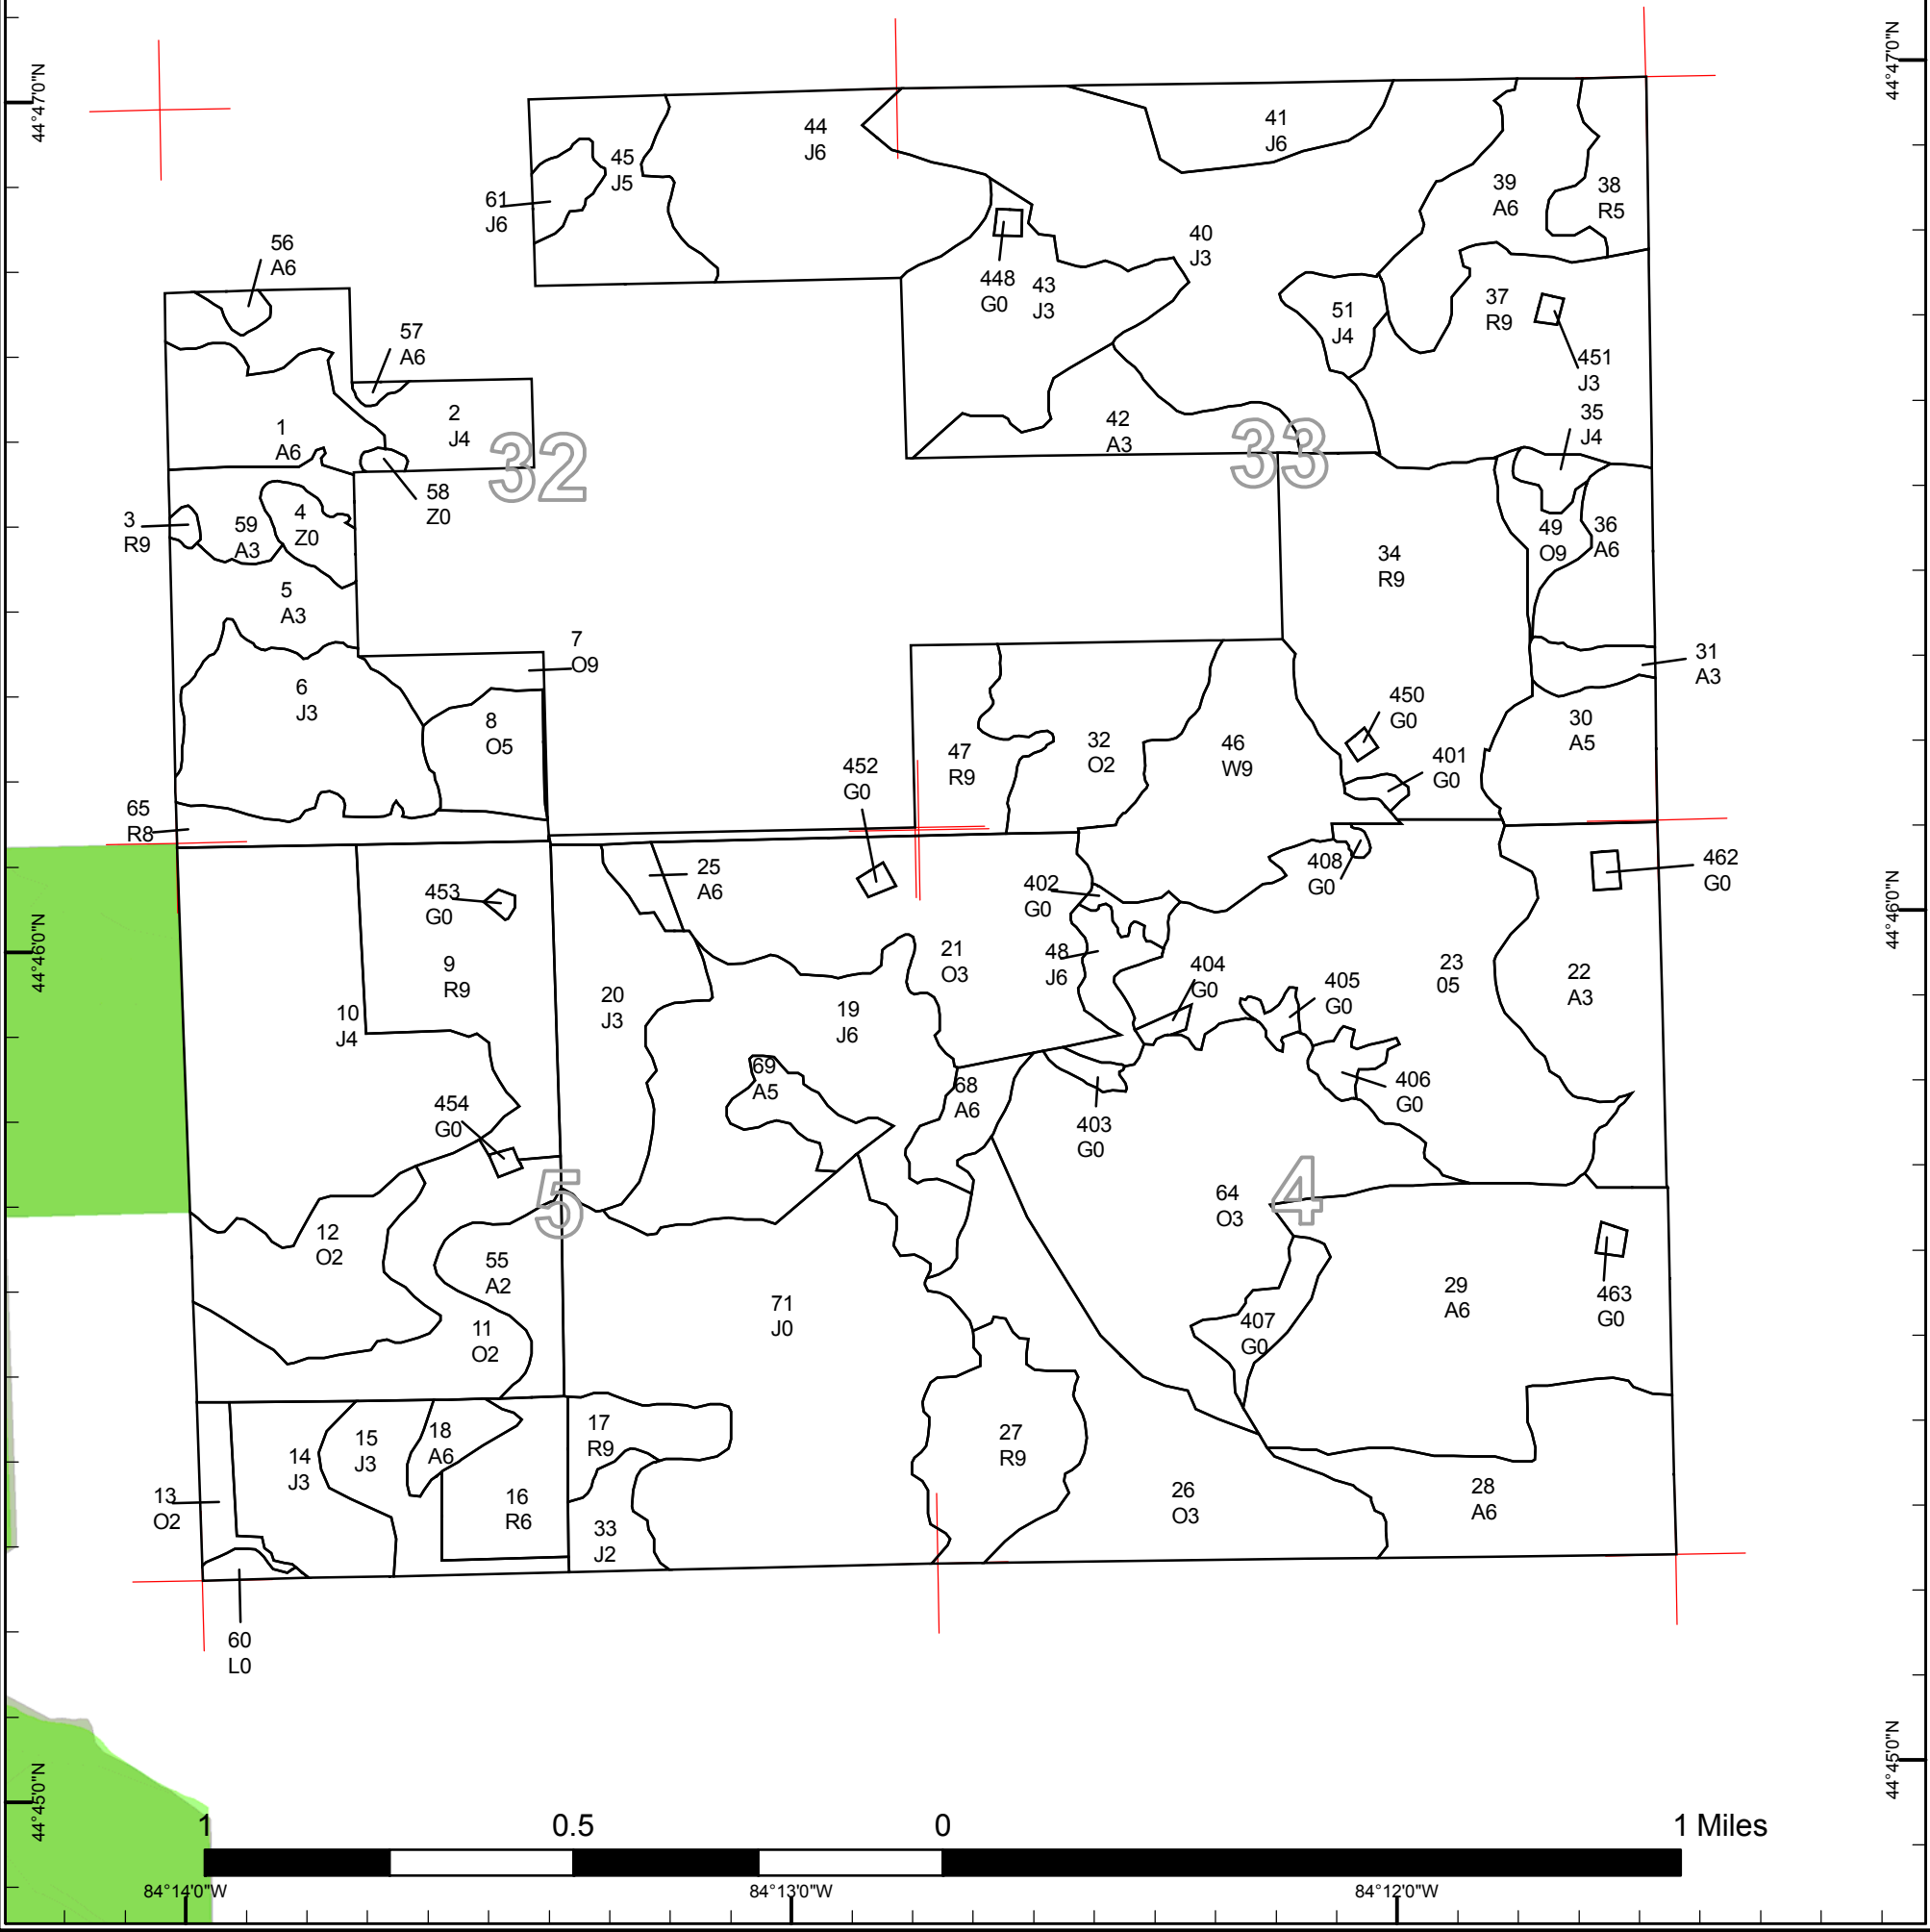 44°47'0"N
44°47'0"N
44
J6
41
J6
45
J5
61
J6
39
A6
38
R5
56
A6
40
J3
448
G0
43
J3
51
J4
37
R9
57
A6
451
J3
1
A6
2
J4
32
42
A3
33
35
J4
58
Z0
3
R9
59
A3
4
Z0
49
O9
36
A6
34
R9
5
A3
7
O9
31
A3
6
J3
8
O5
450
G0
30
A5
47
R9
32
O2
46
W9
452
G0
401
G0
65
R8
25
A6
408
G0
462
G0
453
G0
402
G0
44°46'0"N
44°46'0"N
9
R9
21
O3
48
J6
404
G0
23
05
22
A3
10
J4
20
J3
19
J6
405
G0
69
A5
68
A6
406
G0
454
G0
403
G0
5
64
O3
4
12
O2
55
A2
71
J0
29
A6
463
G0
11
O2
407
G0
18
A6
17
R9
27
R9
14
J3
15
J3
13
O2
16
R6
33
J2
26
O3
28
A6
60
L0
44°45'0"N
44°45'0"N
1 0.5 0 1 Miles
84°14'0"W 84°13'0"W 84°12'0"W